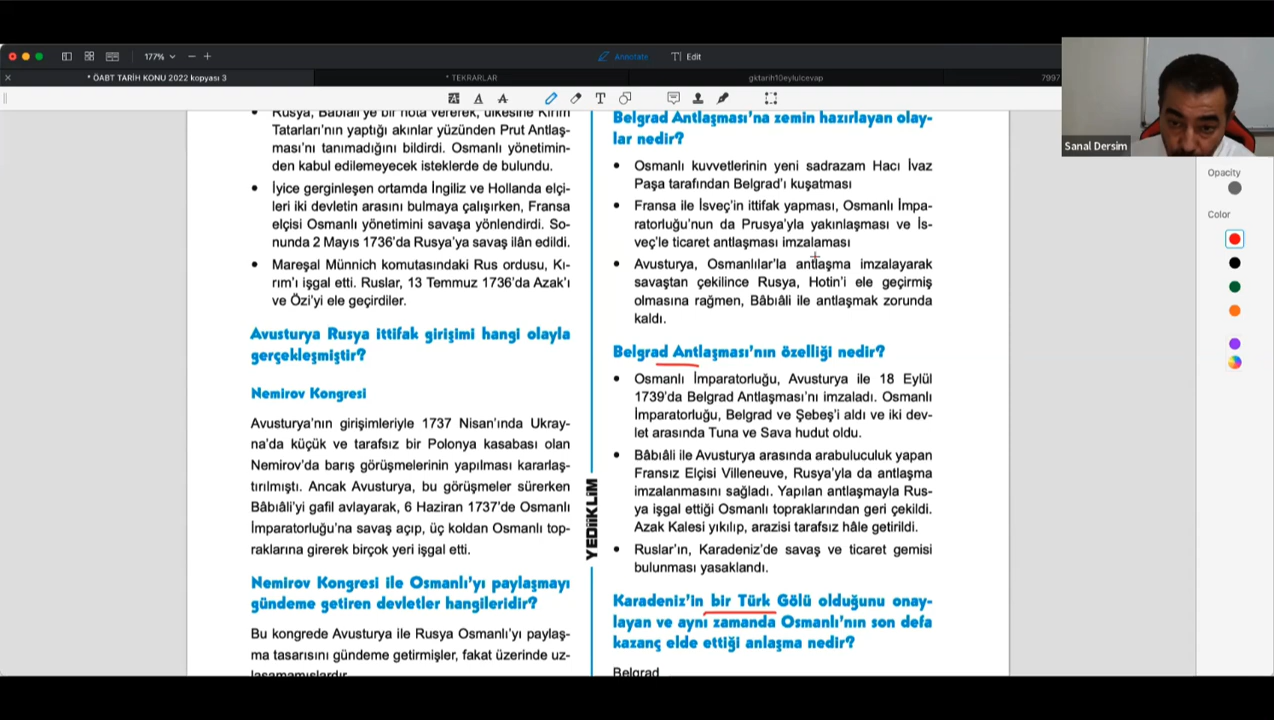 177%
Annotate
Edit
* ÖABT TARİH KONU 2022 kopyası 3
* TEKRARLAR
gktarih10eylulcevap
7997
Sanal Dersim
Opacity
Color
Rusya, Bâbıâli'ye bir nota vererek, ülkesine Kırım
Tatarları'nın yaptığı akınlar yüzünden Prut Antlaş-
ması'nı tanımadığını bildirdi. Osmanlı yönetimin-
den kabul edilemeyecek isteklerde de bulundu.
İyice gerginleşen ortamda İngiliz ve Hollanda elçi-
leri iki devletin arasını bulmaya çalışırken, Fransa
elçisi Osmanlı yönetimini savaşa yönlendirdi. So-
nunda 2 Mayıs 1736'da Rusya'ya savaş ilân edildi.
Mareşal Münnich komutasındaki Rus ordusu, Kı-
rım'ı işgal etti. Ruslar, 13 Temmuz 1736'da Azak'ı
ve Özi'yi ele geçirdiler.
Avusturya Rusya ittifak girişimi hangi olayla
gerçekleşmiştir?
Nemirov Kongresi
Avusturya'nın girişimleriyle 1737 Nisan'ında Ukray-
na'da küçük ve tarafsız bir Polonya kasabası olan
Nemirov'da barış görüşmelerinin yapılması kararlaş-
tırılmıştı. Ancak Avusturya, bu görüşmeler sürerken
Bâbıâli'yi gafil avlayarak, 6 Haziran 1737'de Osmanlı
İmparatorluğu'na savaş açıp, üç koldan Osmanlı top-
raklarına girerek birçok yeri işgal etti.
Nemirov Kongresi ile Osmanlı'yı paylaşmayı
gündeme getiren devletler hangileridir?
Bu kongrede Avusturya ile Rusya Osmanlı'yı paylaş-
ma tasarısını gündeme getirmişler, fakat üzerinde uz-
laşamamışlardır.
YEDiiKLiM
Belgrad Antlaşması'na zemin hazırlayan olay-
lar nedir?
Osmanlı kuvvetlerinin yeni sadrazam Hacı İvaz
Paşa tarafından Belgrad'ı kuşatması
Fransa ile İsveç'in ittifak yapması, Osmanlı İmpa-
ratorluğu'nun da Prusya'yla yakınlaşması ve İs-
veç'le ticaret antlaşması imzalaması
Avusturya, Osmanlılar'la antlaşma imzalayarak
savaştan çekilince Rusya, Hotin'i ele geçirmiş
olmasına rağmen, Bâbıâli ile antlaşmak zorunda
kaldı.
Belgrad Antlaşması'nın özelliği nedir?
Osmanlı İmparatorluğu, Avusturya ile 18 Eylül
1739'da Belgrad Antlaşması'nı imzaladı. Osmanlı
İmparatorluğu, Belgrad ve Şebeş'i aldı ve iki dev-
let arasında Tuna ve Sava hudut oldu.
Bâbıâli ile Avusturya arasında arabuluculuk yapan
Fransız Elçisi Villeneuve, Rusya'yla da antlaşma
imzalanmasını sağladı. Yapılan antlaşmayla Rus-
ya işgal ettiği Osmanlı topraklarından geri çekildi.
Azak Kalesi yıkılıp, arazisi tarafsız hâle getirildi.
Ruslar'ın, Karadeniz'de savaş ve ticaret gemisi
bulunması yasaklandı.
Karadeniz'in bir Türk Gölü olduğunu onay-
layan ve ayni zamanda Osmanlı'nın son defa
kazanç elde ettiği anlaşma nedir?
Belgrad